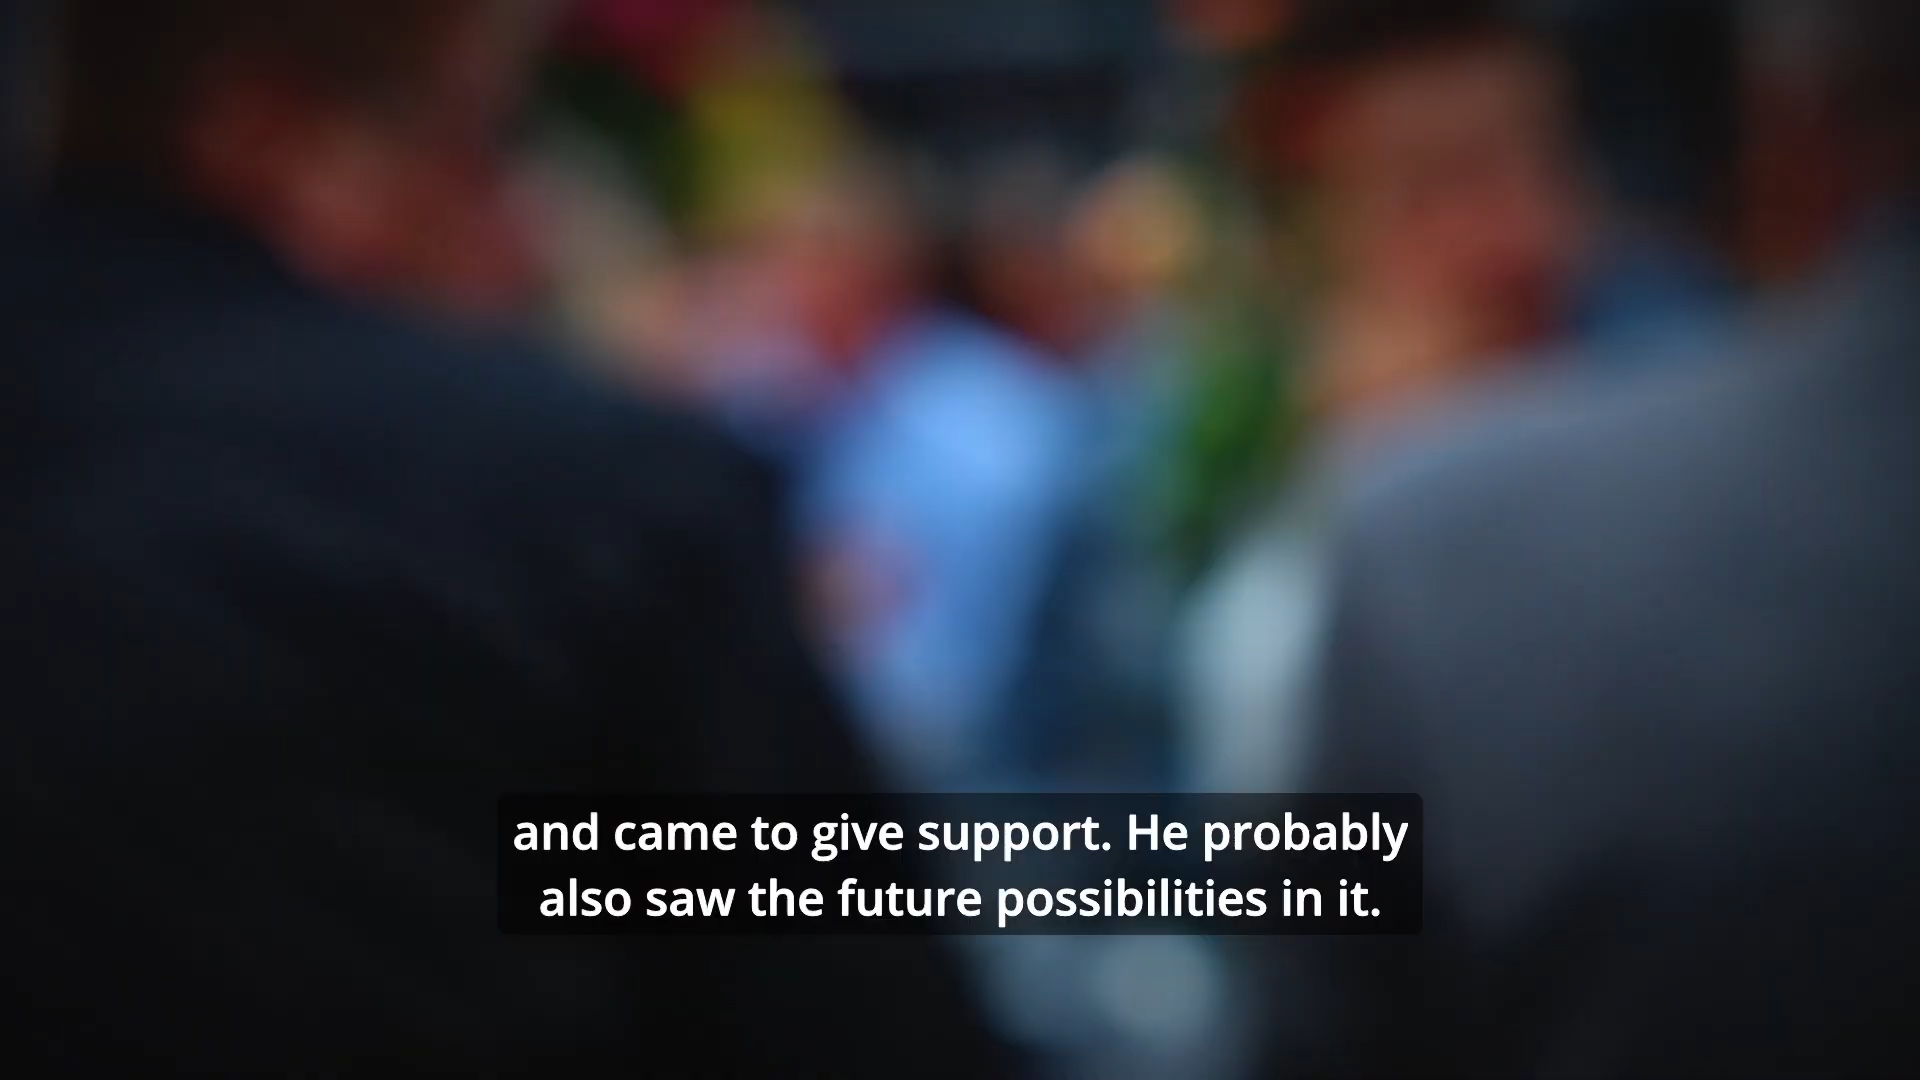 and came to give support. He probably
also saw the future possibilities in it.